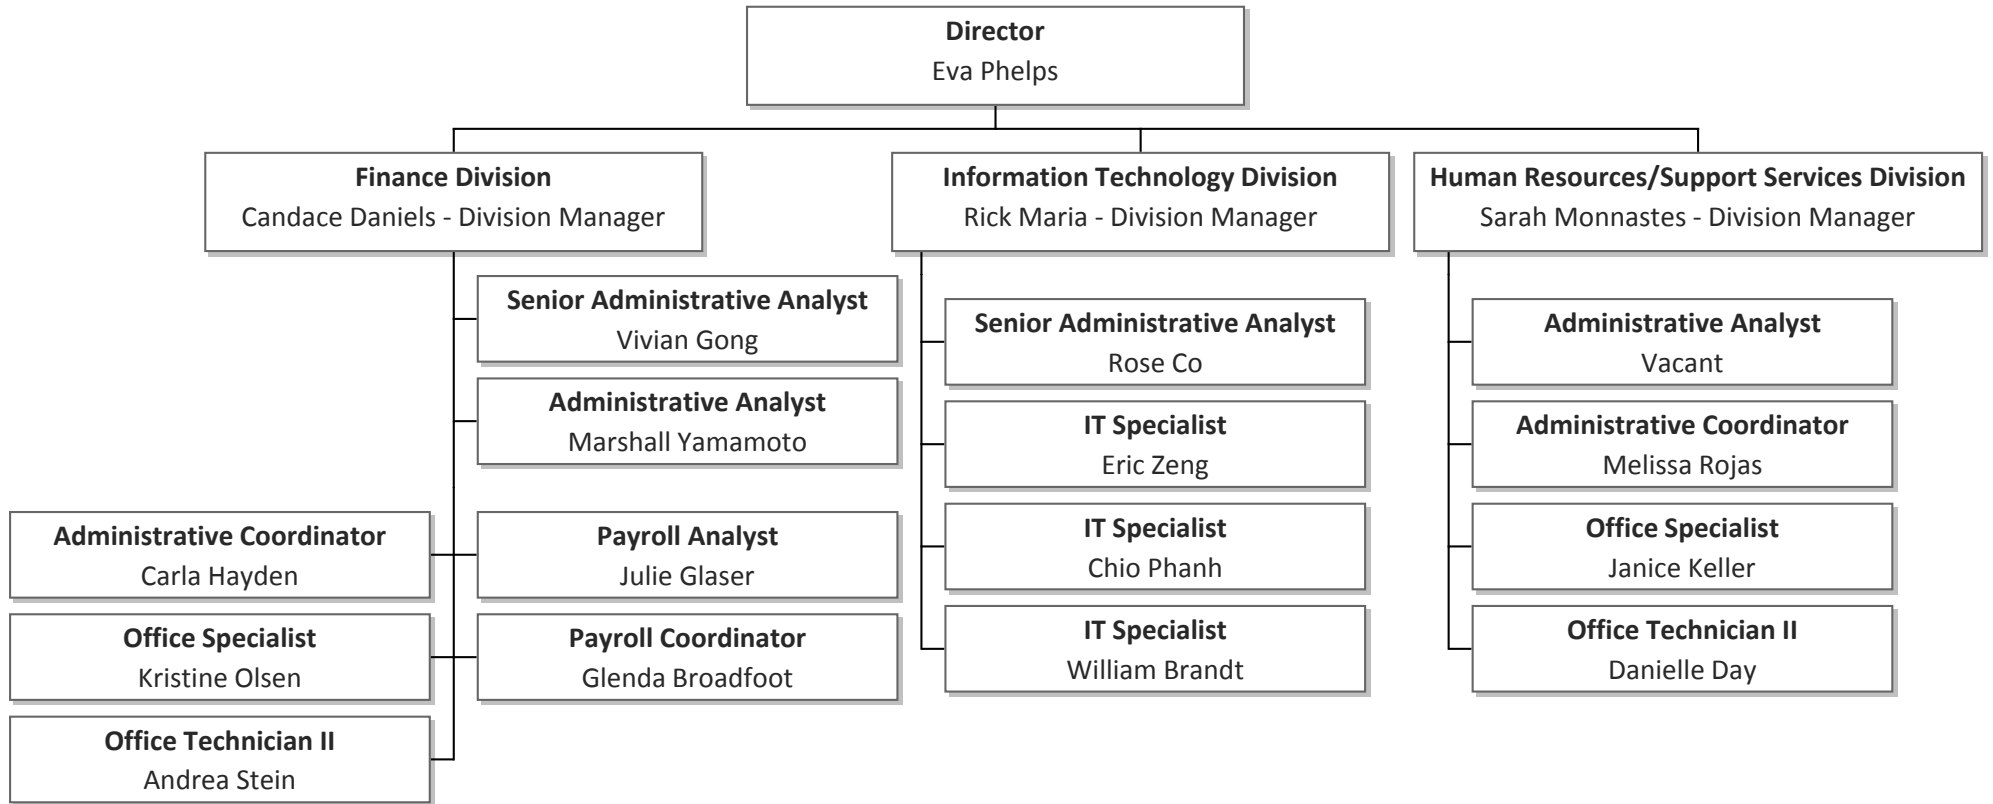 Director
Eva Phelps
Finance Division
Candace Daniels - Division Manager
Information Technology Division
Rick Maria - Division Manager
Human Resources/Support Services Division
Sarah Monnastes - Division Manager
Senior Administrative Analyst
Vivian Gong
Administrative Analyst
Marshall Yamamoto
Administrative Coordinator
Carla Hayden
Payroll Analyst
Julie Glaser
Office Specialist
Kristine Olsen
Payroll Coordinator
Glenda Broadfoot
Office Technician II
Andrea Stein
Senior Administrative Analyst
Rose Co
IT Specialist
Eric Zeng
IT Specialist
Chio Phanh
IT Specialist
William Brandt
Administrative Analyst
Vacant
Administrative Coordinator
Melissa Rojas
Office Specialist
Janice Keller
Office Technician II
Danielle Day